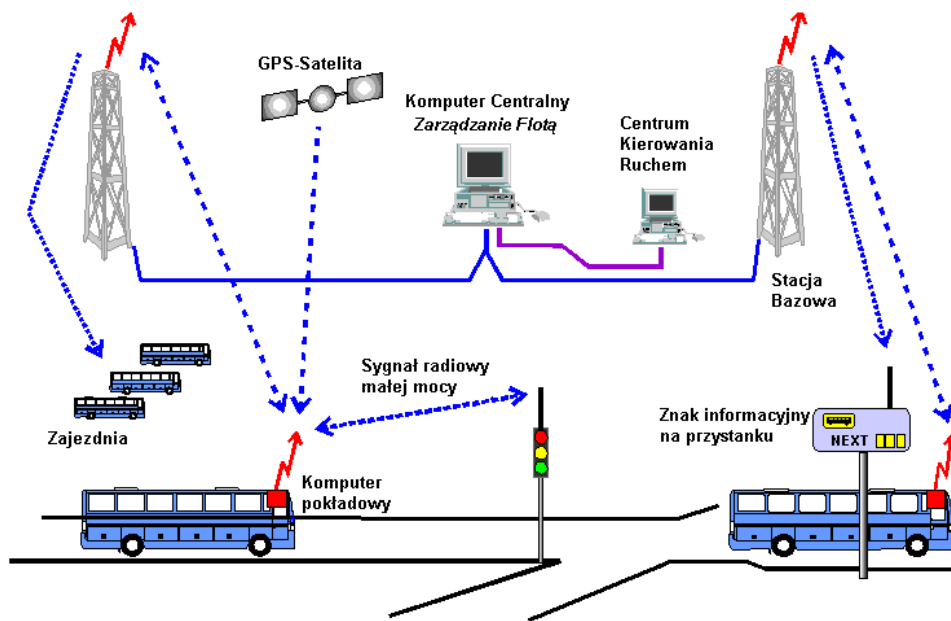 GPS-Satelita
Komputer Centralny
Zarządzanie Flotą
Centrum
Kierowania
Ruchem
Stacja
Bazowa
Sygnał radiowy
małej mocy
Zajezdnia
Znak informacyjny
na przystanku
NEXT
Komputer
pokładowy